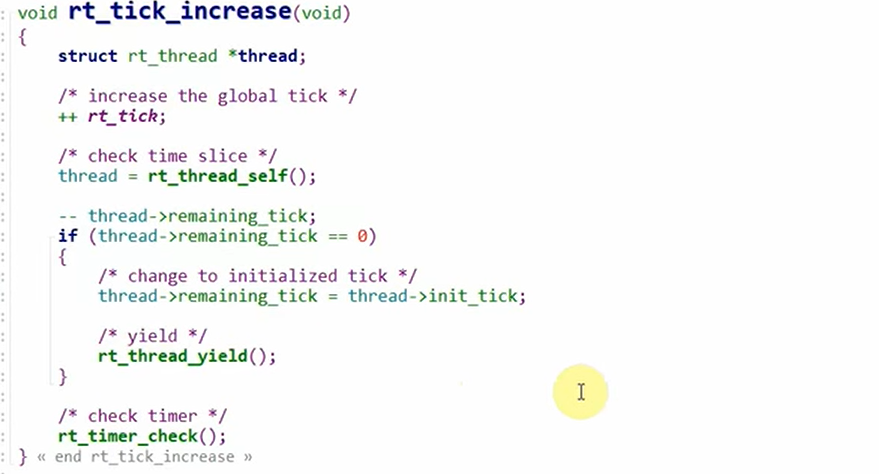 void rt_tick_increase(void)
{
struct rt_thread *thread;
/* increase the global tick */
++ rt_tick;
/* check time slice */
thread = rt_thread_self();
-- thread->remaining_tick;
if (thread->remaining_tick == 0)
{
/* change to initialized tick */
thread->remaining_tick = thread->init_tick;
/* yield */
rt_thread_yield();
}
/* check timer */
rt_timer_check();
} « end rt_tick_increase »